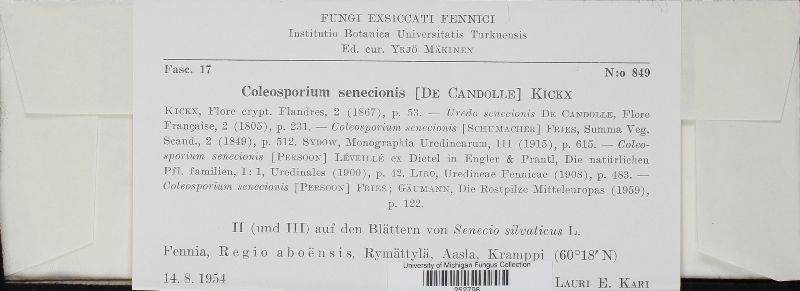 FUNGI EXSICCATI FENNICI
Institutio Botanica Universitatis Turkuensis
Ed. cur. YRJÖ MÄKINEN
Fasc. 17 N:o 849
Coleosporium senecionis [DE CANDOLLE] KICKX
KICKX, Flore crypt. Flandres, 2 (1867), p. 53. — Uredo senecionis DE CANDOLLE, Flore
Française, 2 (1805), p. 231. — Coleosporium senecionis [SCHUMACHER] FRIES, Summa Veg.
Scand., 2 (1849), p. 512. SYDOW, Monographia Uredinearum, III (1915), p. 615. — Coleo-
sporium senecionis [PERSOON] LÉVEILLÉ ex Dietel in Engler & Prantl, Die natürlichen
Pfl. familien, I: 1, Uredinales (1900), p. 42. LIRO, Uredineae Fennicae (1908), p. 483. —
Coleosporium senecionis [PERSOON] FRIES; GÄUMANN, Die Rostpilze Mitteleuropas (1959),
p. 122.
II (und III) auf den Blättern von Senecio silvaticus L.
Fennia, Regio aboënsis, Rymättylä, Aasla, Kramppi (60°18' N)
University of Michigan Fungus Collection
14. 8. 1954 LAURI E. KARI
252796